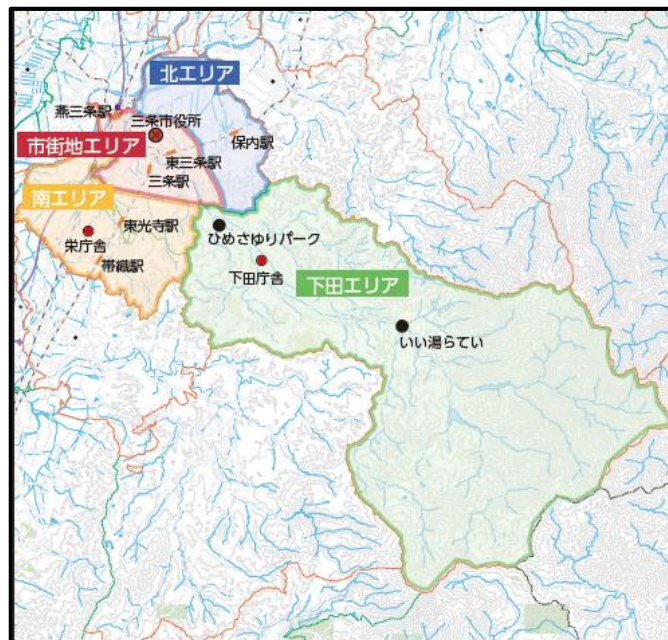 北エリア
燕三条駅
三条市役所
保内駅
市街地エリア
東三条駅
三条駅
南エリア
東光寺駅
栄庁舎
帯織駅
ひめさゆりパーク
下田庁舎
下田エリア
いい湯らてい